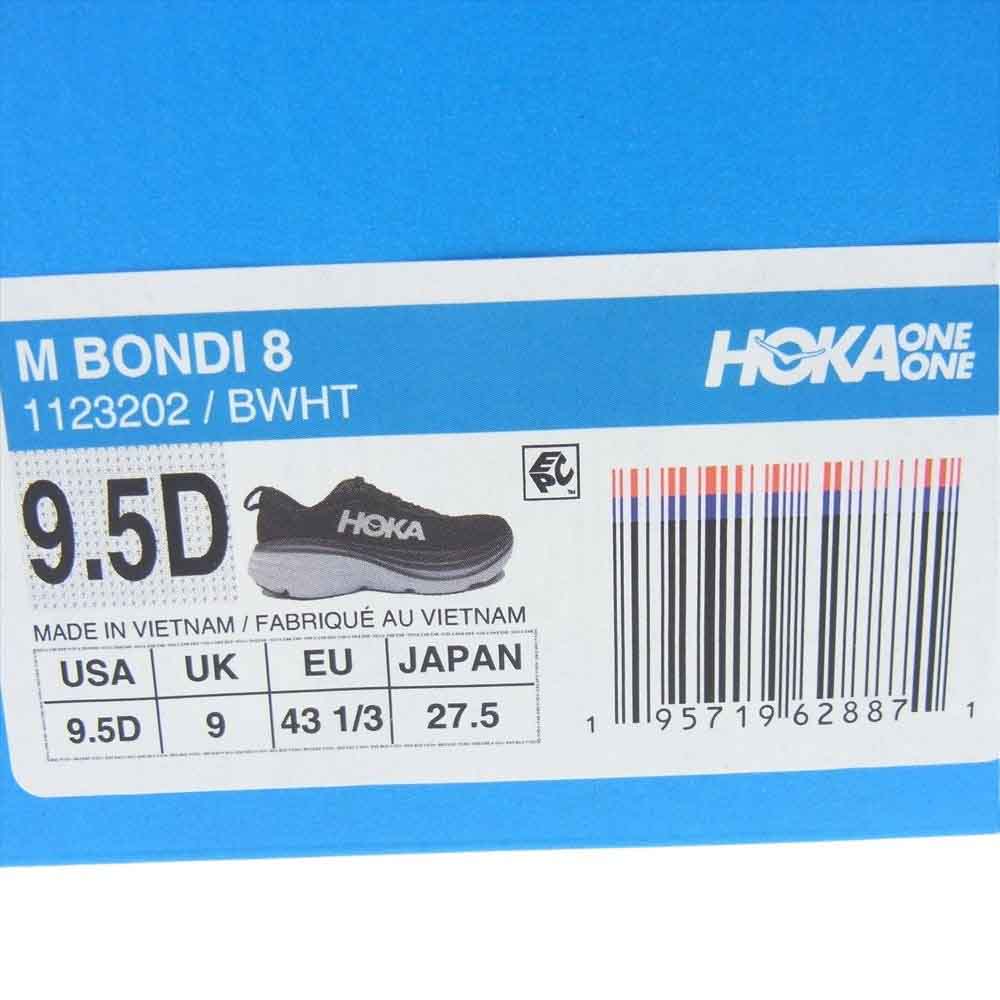 M BONDI 8
1123202 / BWHT
HOKA ONE ONE
9.5D
HOKA
EPC™
MADE IN VIETNAM / FABRIQUÉ AU VIETNAM
USA UK EU JAPAN
9.5D 9 43 1/3 27.5
1 95719 62887 1